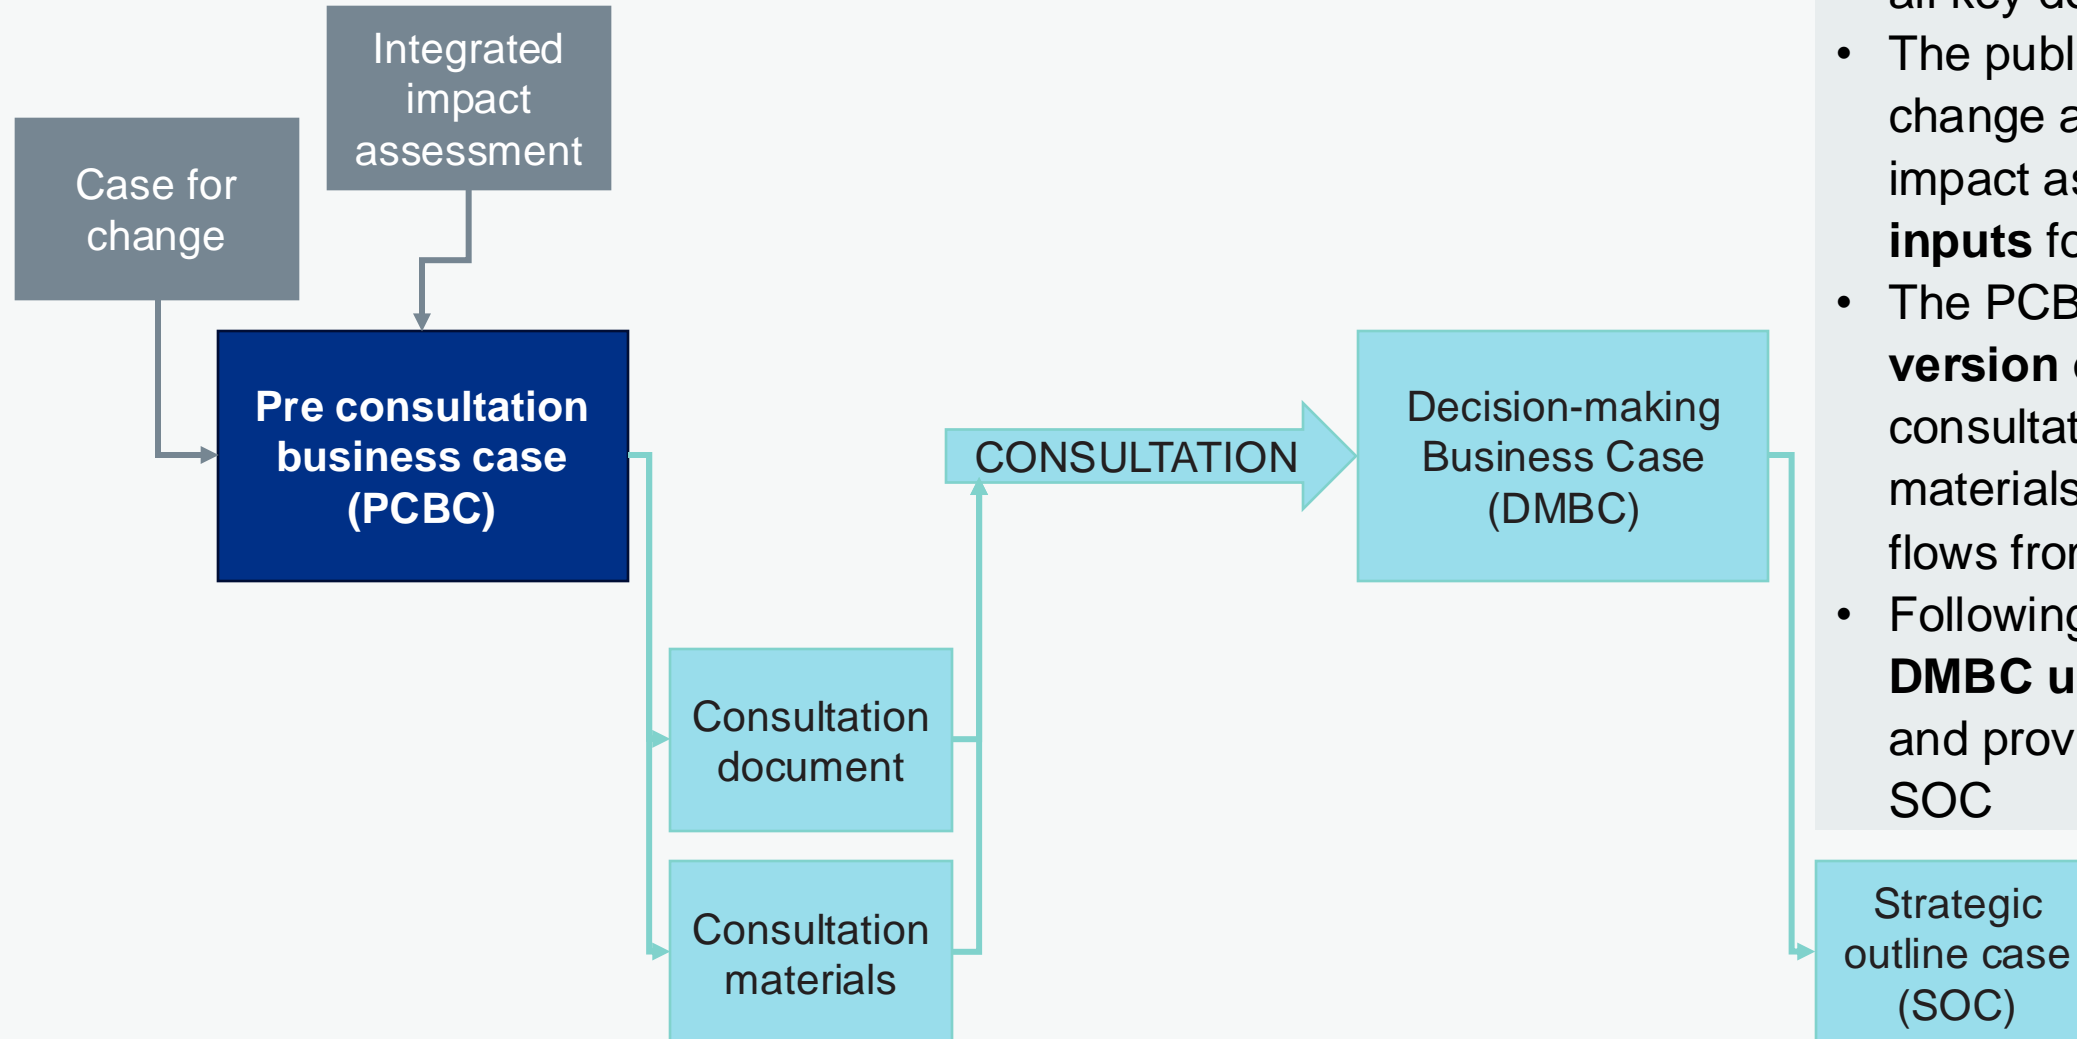 Integrated
impact
assessment
Case for
change
Pre consultation
business case
(PCBC)
CONSULTATION
Decision-making
Business Case
(DMBC)
Consultation
document
Consultation
materials
• The publ
change a
impact as
inputs fo
• The PCB
version
consultat
materials
flows from
• Following
DMBC u
and prov
SOC
Strategic
outline case
(SOC)